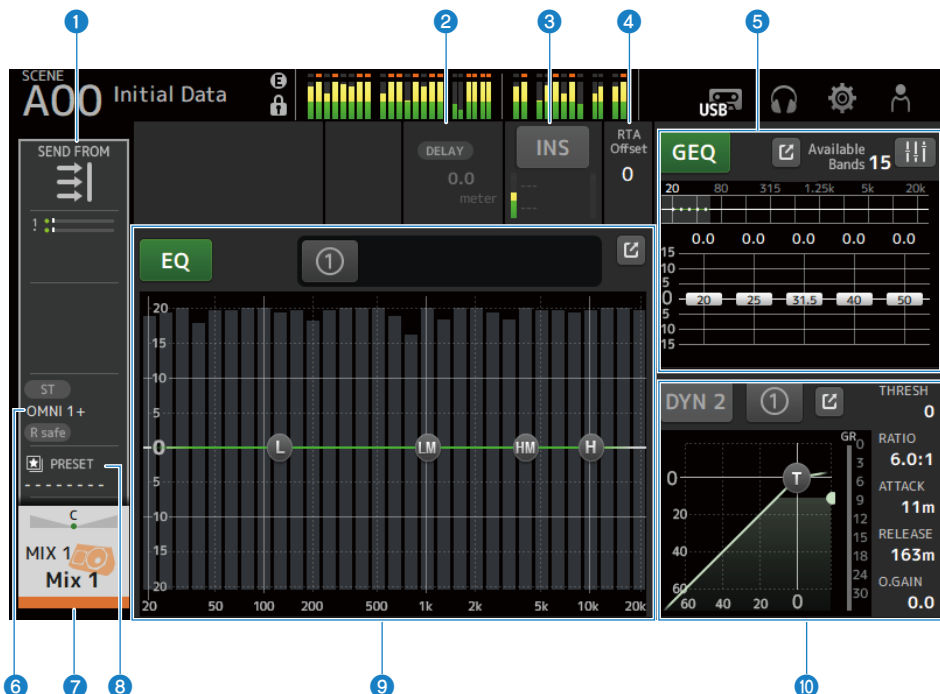 1 2 3 4 5
SCENE
A00 Initial Data
E
USB
SEND FROM
1
ST
OMNI 1+
R safe
PRESET
--------
C
MIX 1
Mix 1
DELAY
0.0
meter
INS
---
---
RTA
Offset
0
EQ
1
20
15
10
5
0
5
10
15
20
20 50 100 200 500 1k 2k 5k 10k 20k
L LM HM H
GEQ
Available
Bands 15
20 80 315 1.25k 5k 20k
0.0 0.0 0.0 0.0 0.0
15
10
5
0
5
10
15
20 25 31.5 40 50
DYN 2
1
T
0
20
40
60
60 40 20 0
GR
0
3
6
9
12
15
18
24
30
THRESH
0
RATIO
6.0:1
ATTACK
11m
RELEASE
163m
O.GAIN
0.0
6 7 8 9 10